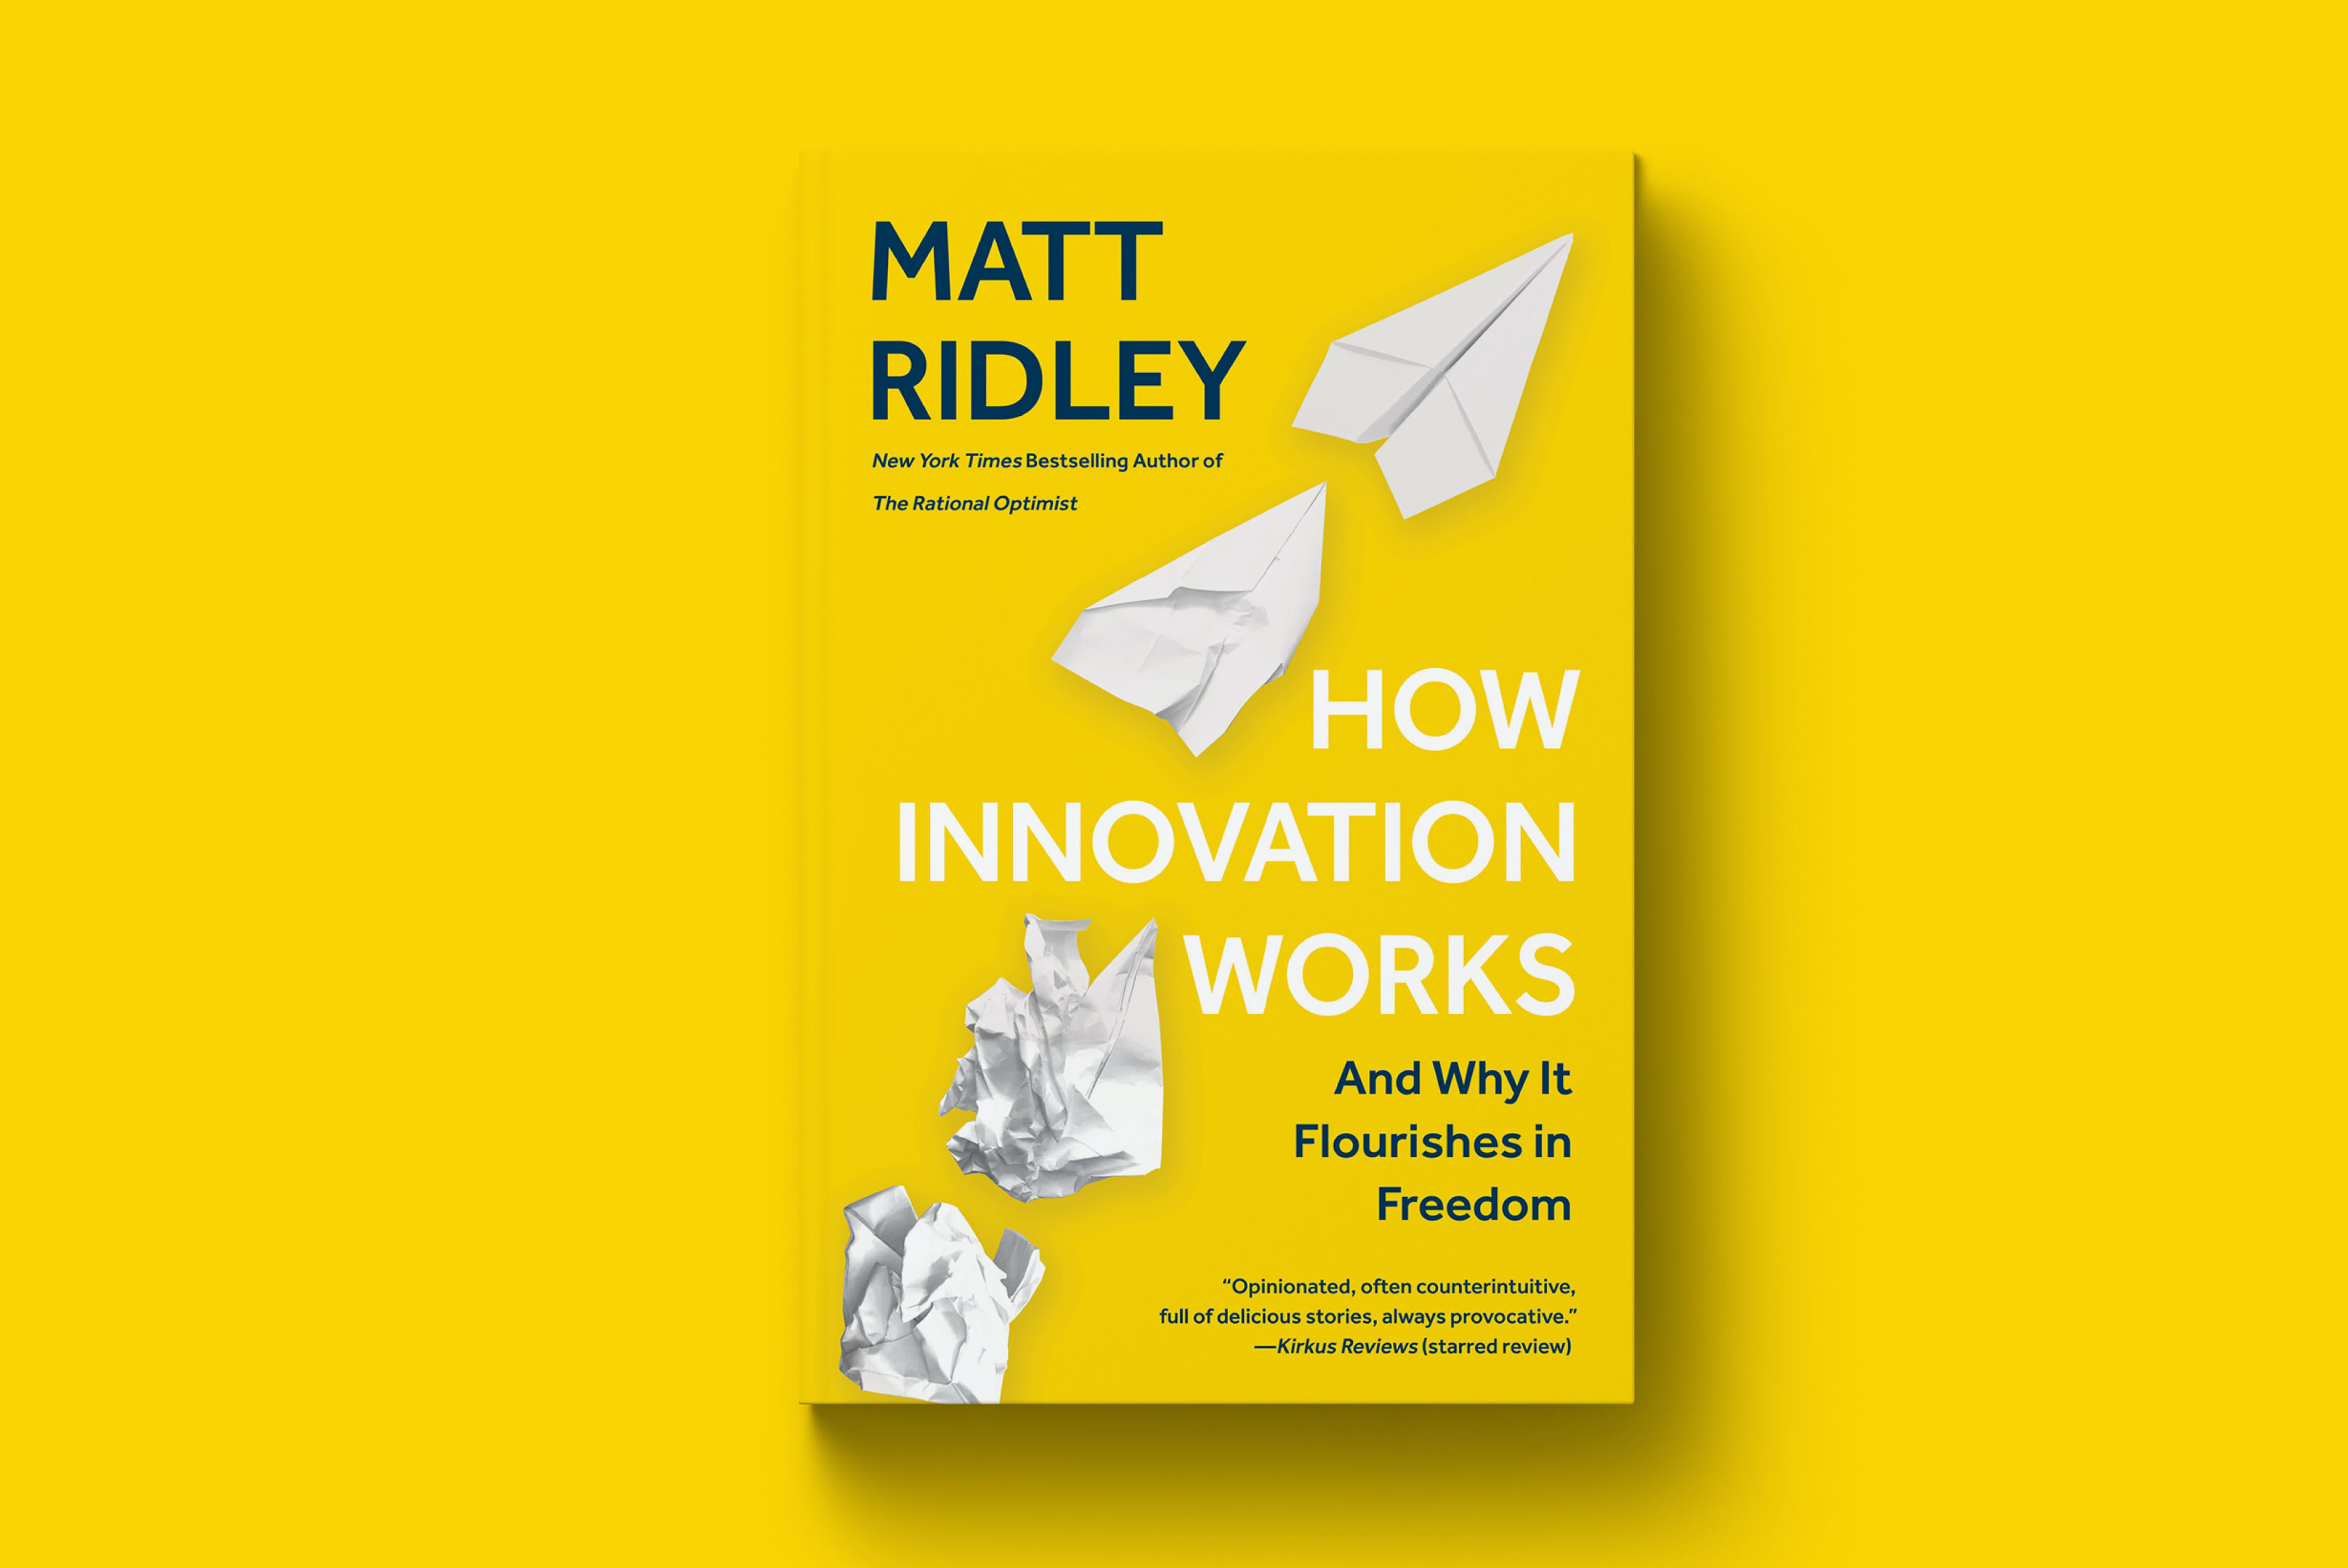 MATT
RIDLEY
New York Times Bestselling Author of
The Rational Optimist
HOW
INNOVATION
WORKS
And Why It
Flourishes in
Freedom
“Opinionated, often counterintuitive,
full of delicious stories, always provocative.”
—Kirkus Reviews (starred review)